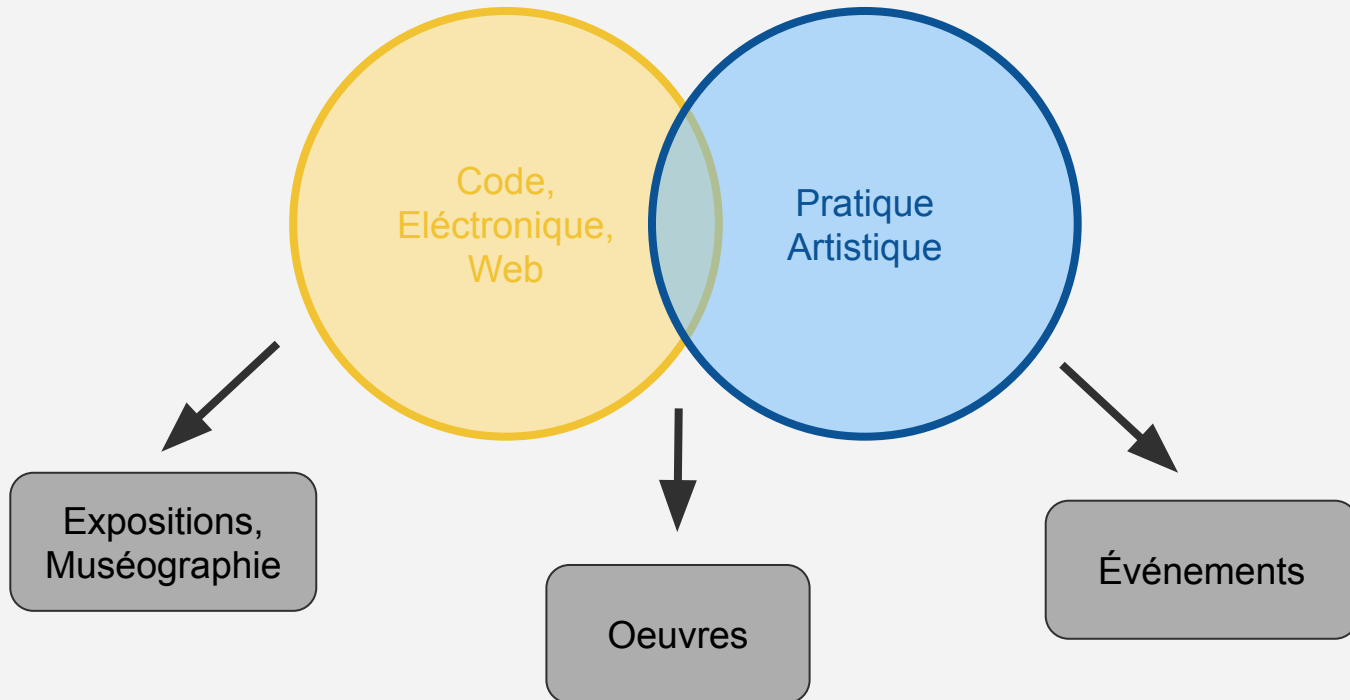 Code,
Eléctronique,
Web
Pratique
Artistique
Expositions,
Muséographie
Oeuvres
Événements